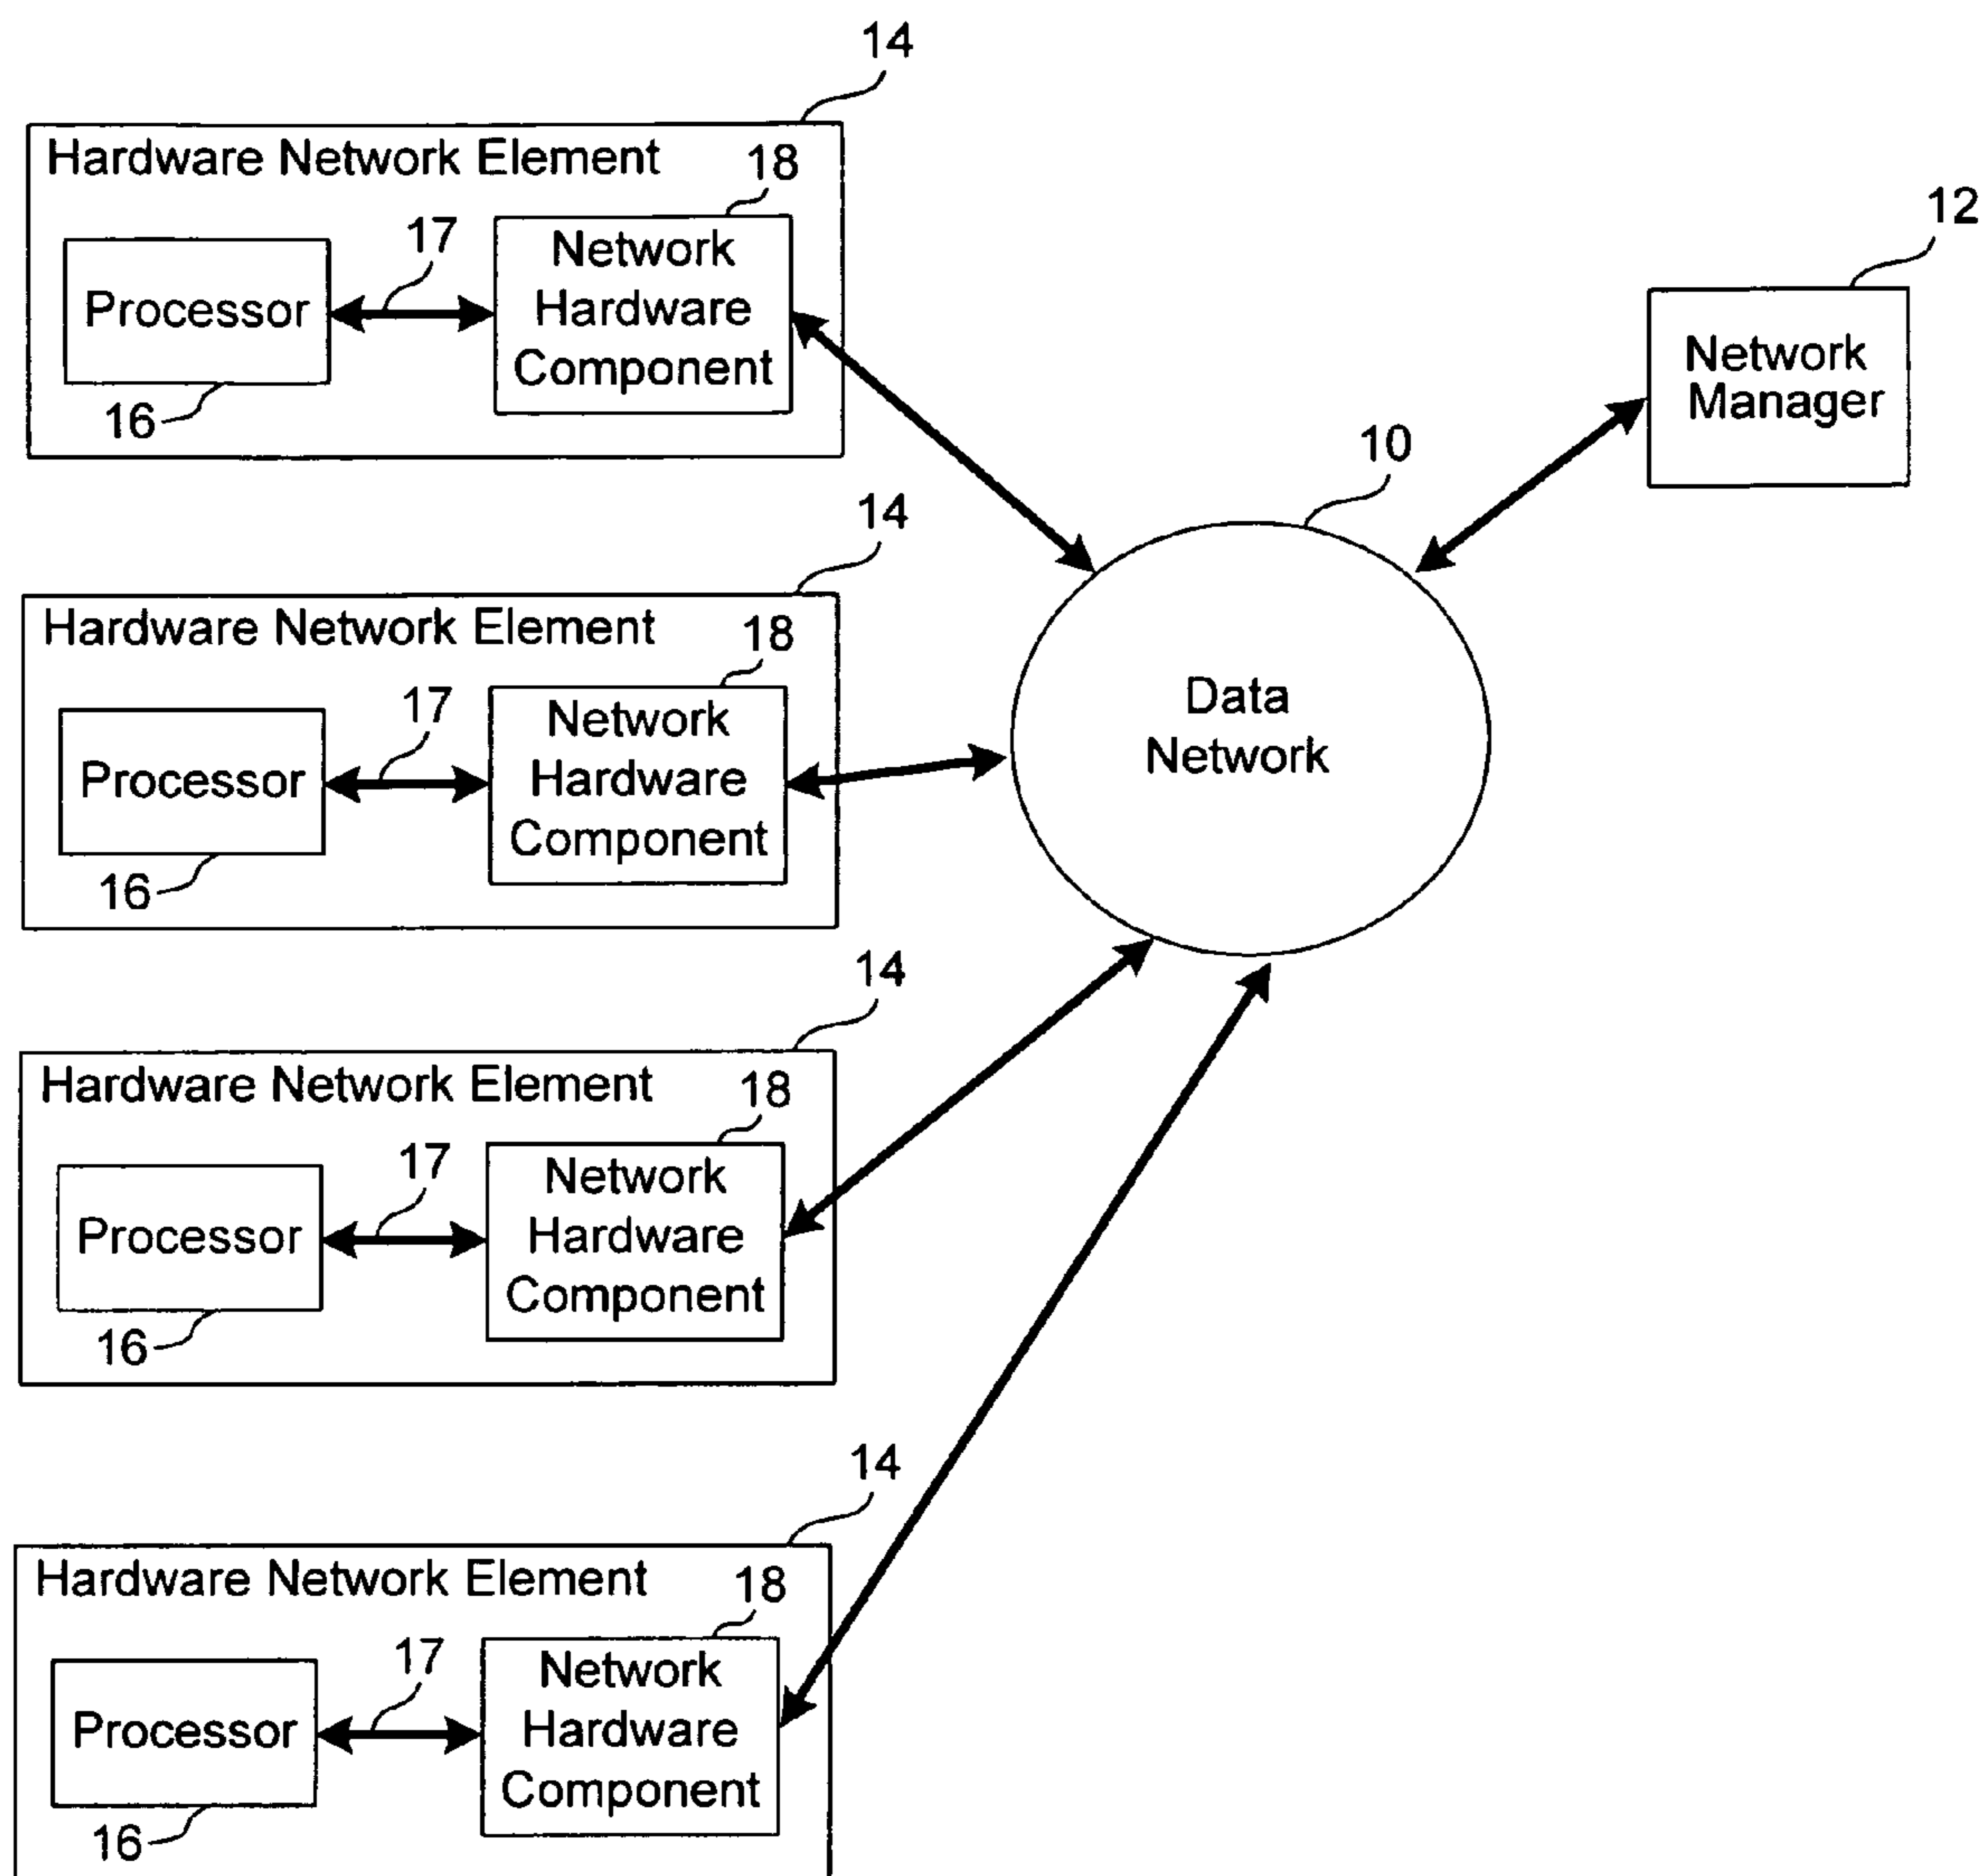 14
Hardware Network Element
18
17
Network
Hardware
Component
Processor
16
12
Network
Manager
10
Data
Network
14
Hardware Network Element
18
17
Network
Hardware
Component
Processor
16
14
Hardware Network Element
18
17
Network
Hardware
Component
Processor
16
14
Hardware Network Element
18
17
Network
Hardware
Component
Processor
16